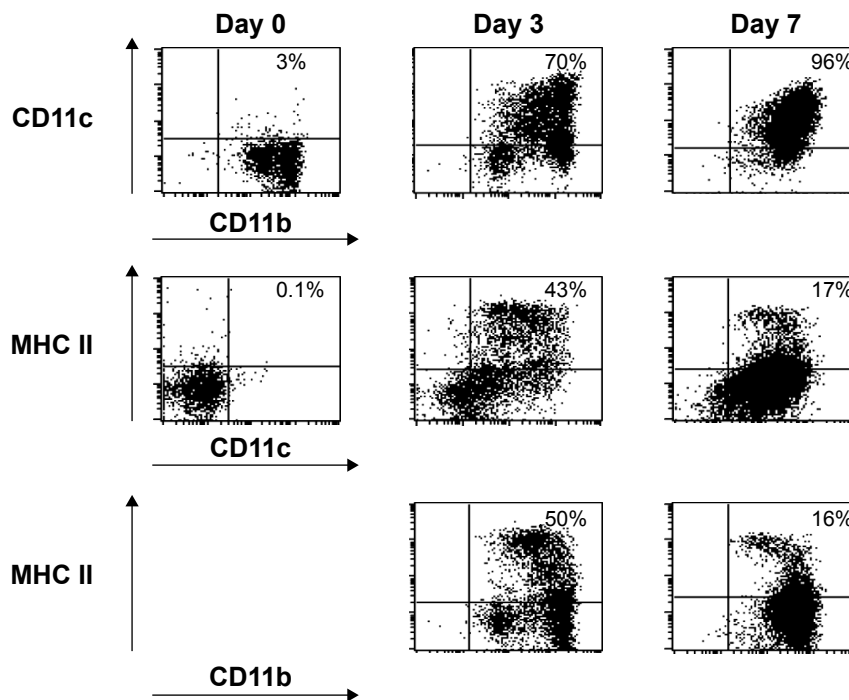 Day 0 Day 3 Day 7
3% 70% 96%
CD11c
CD11b
0.1% 43% 17%
MHC II
CD11c
50% 16%
MHC II
CD11b